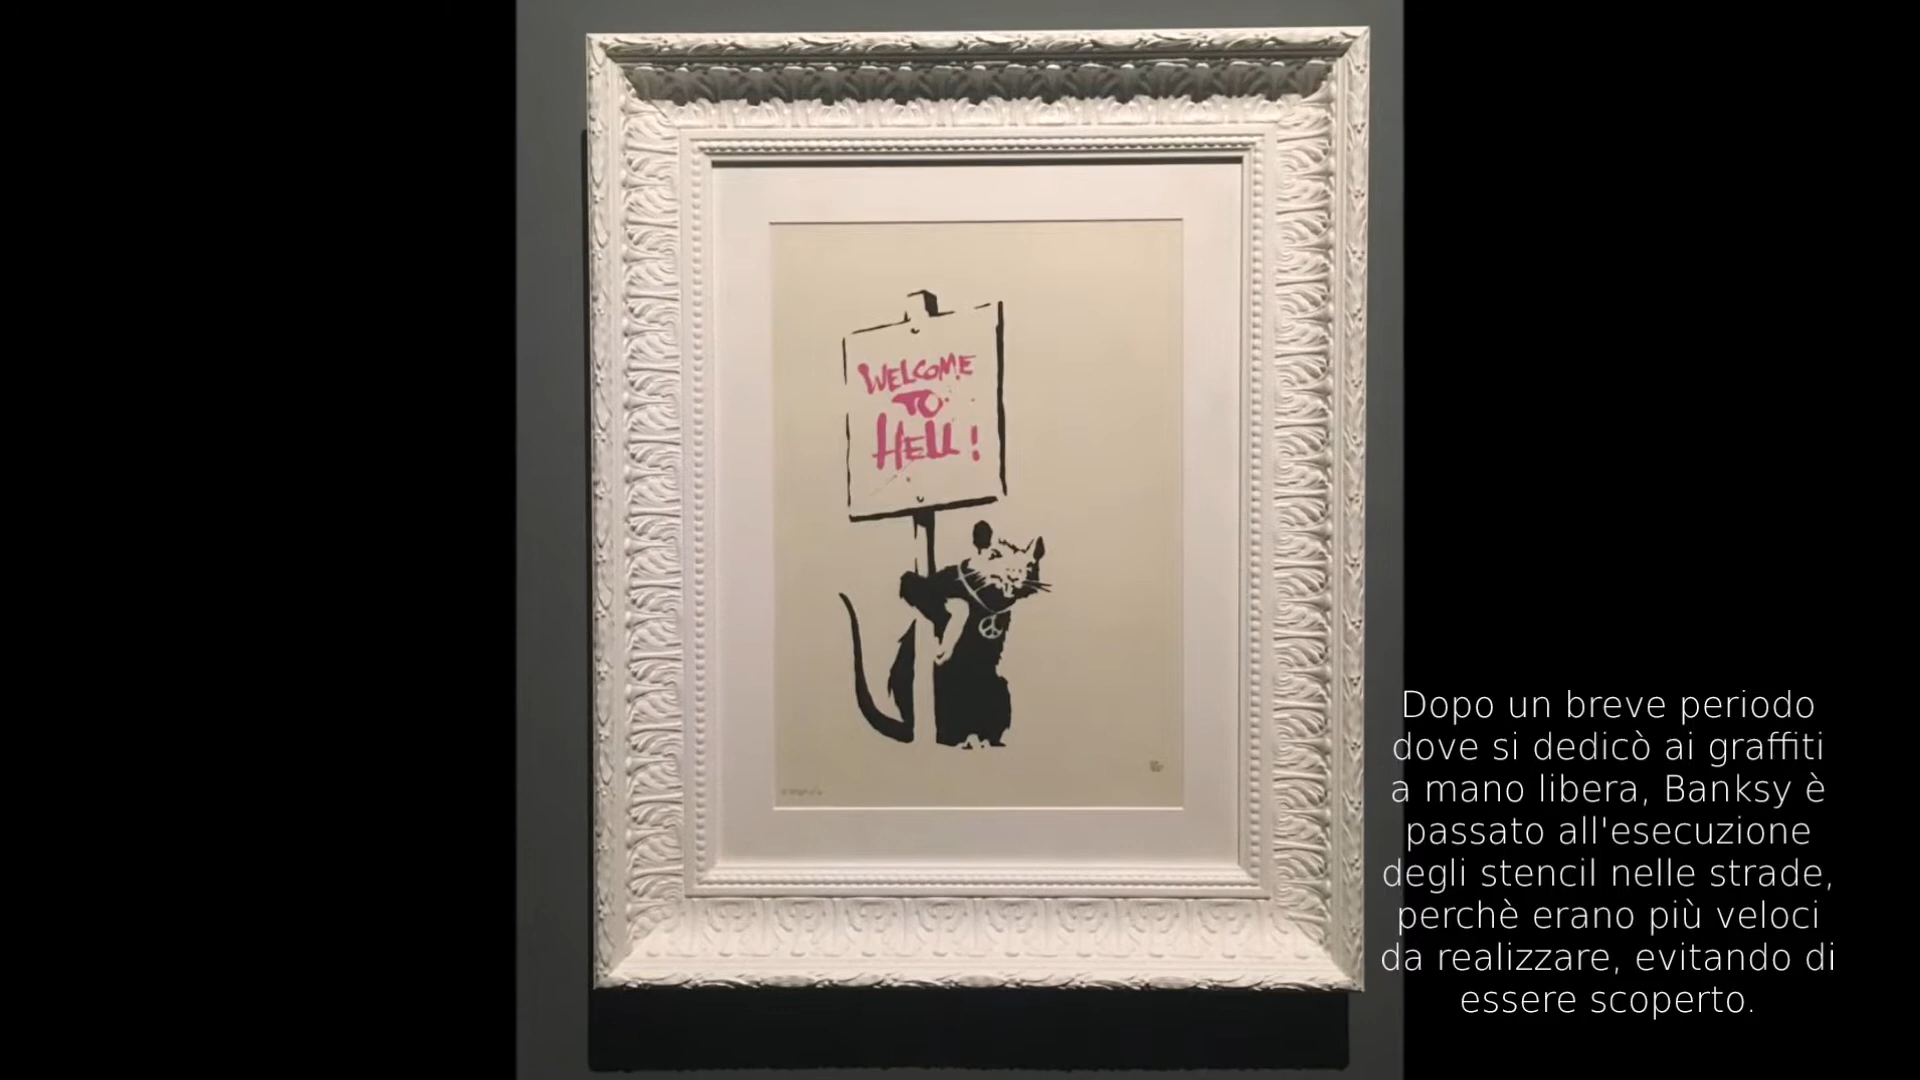 WELCOME
TO
HELL!
Dopo un breve periodo
dove si dedicò ai graffiti
a mano libera, Banksy è
passato all'esecuzione
degli stencil nelle strade,
perchè erano più veloci
da realizzare, evitando di
essere scoperto.